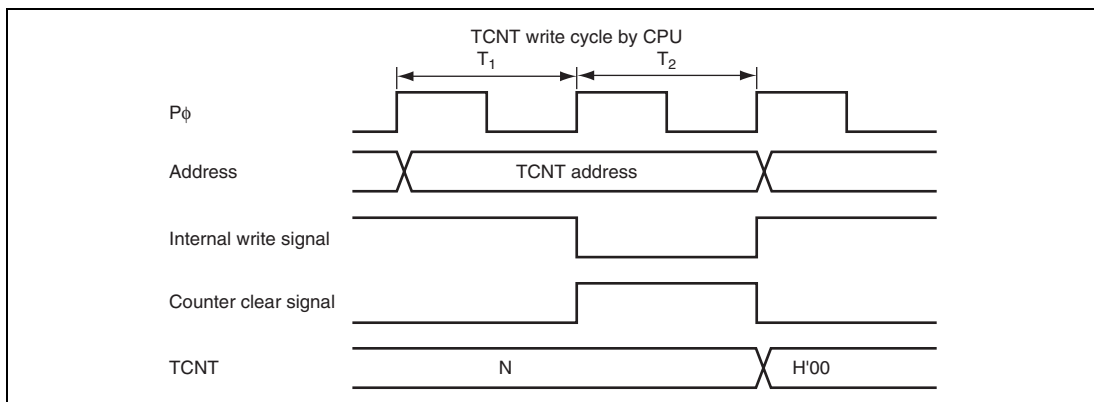 TCNT write cycle by CPU
T₁ T₂
Pϕ
Address TCNT address
Internal write signal
Counter clear signal
TCNT N H'00